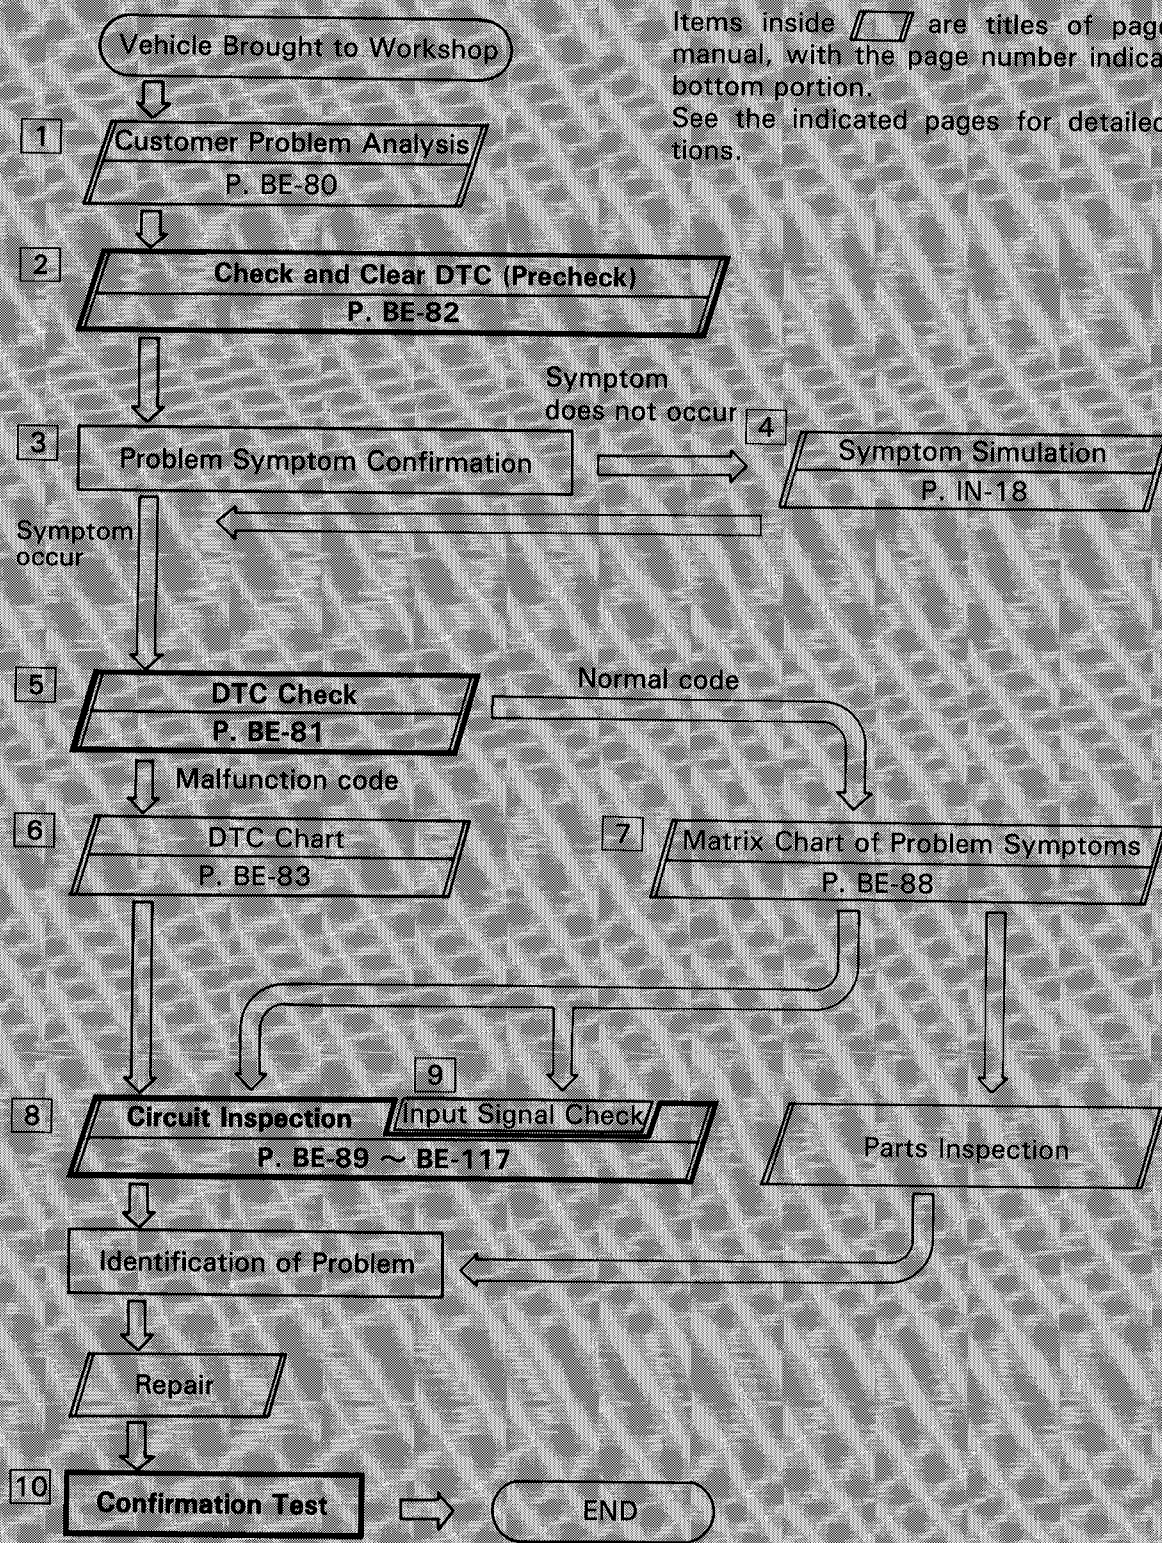 Vehicle Brought to Workshop
Items inside are titles of page
manual, with the page number indica
bottom portion.
See the indicated pages for detailed
tions.
1
Customer Problem Analysis
P. BE-80
2
Check and Clear DTC (Precheck)
P. BE-82
Symptom
does not occur
3
Problem Symptom Confirmation
4
Symptom Simulation
P. IN-18
Symptom
occur
5
DTC Check
P. BE-81
Normal code
Malfunction code
6
DTC Chart
P. BE-83
7
Matrix Chart of Problem Symptoms
P. BE-88
8
Circuit Inspection
9
Input Signal Check
P. BE-89 ~ BE-117
Parts Inspection
Identification of Problem
Repair
10
Confirmation Test
END